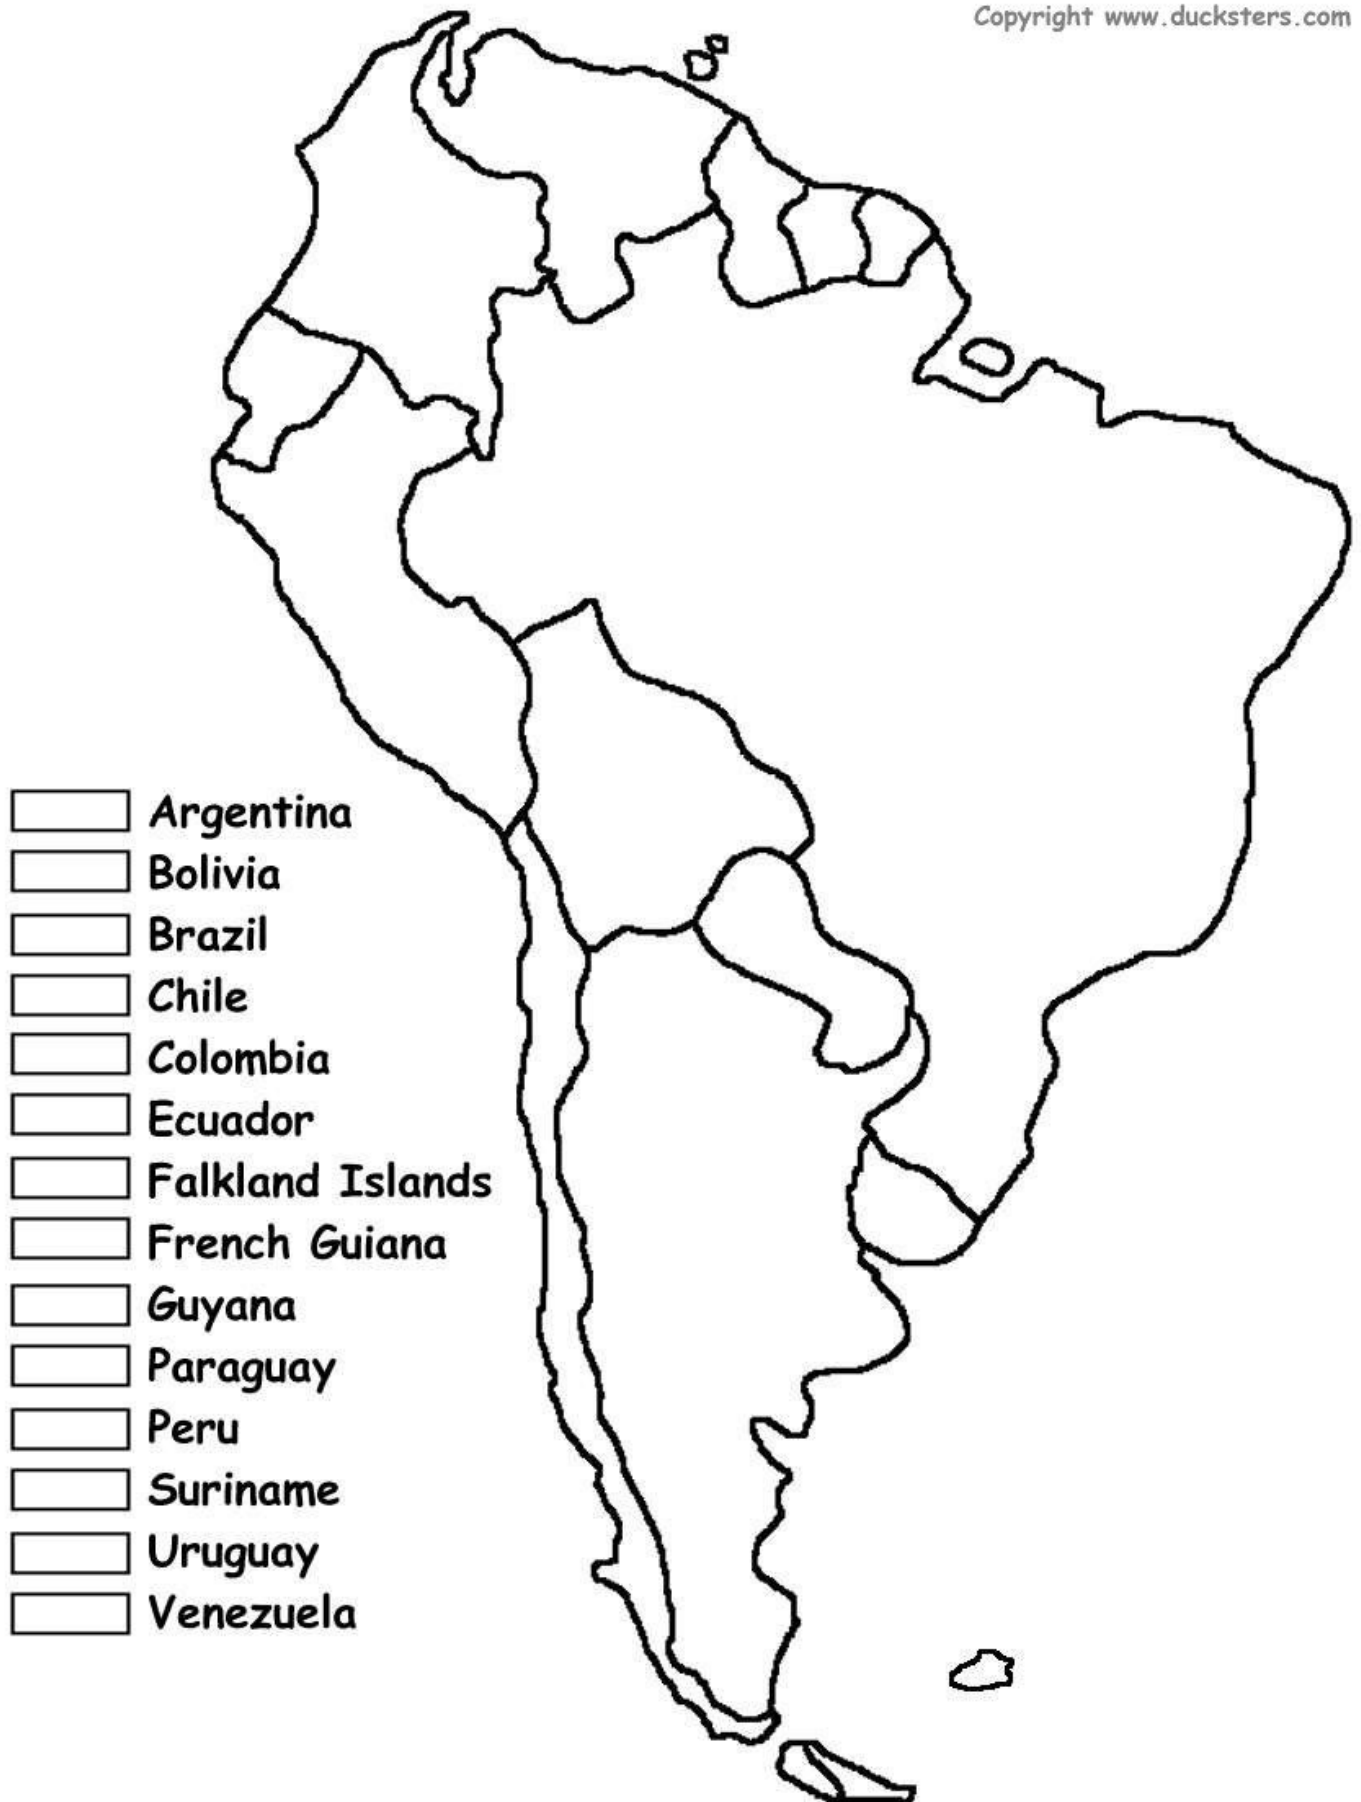 Copyright www.ducksters.com
Argentina
Bolivia
Brazil
Chile
Colombia
Ecuador
Falkland Islands
French Guiana
Guyana
Paraguay
Peru
Suriname
Uruguay
Venezuela